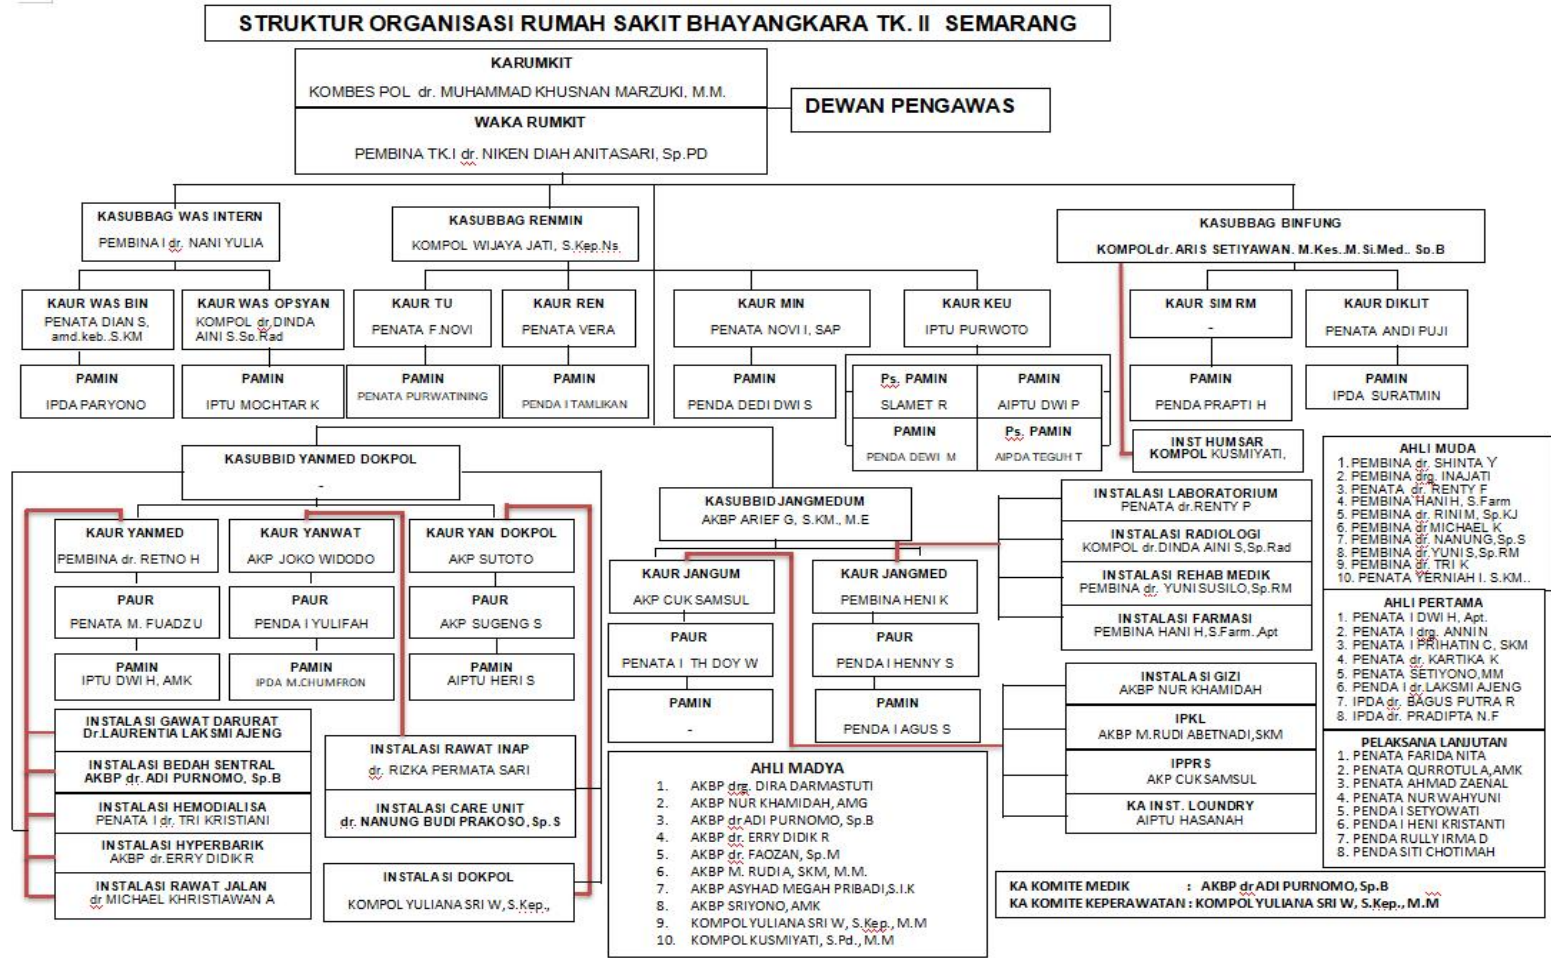 STRUKTUR ORGANISASI RUMAH SAKIT BHAYANGKARA TK. II SEMARANG
KARUMKIT
KOMBES POL dr. MUHAMMAD KHUSNAN MARZUKI, M.M.
DEWAN PENGAWAS
WAKA RUMKIT
PEMBINA TK.I dr. NIKEN DIAH ANITASARI, Sp.PD
KASUBBAG WAS INTERN
PEMBINA I dr. NANI YULIA
KASUBBAG RENMIN
KOMPOL WIJAYA JATI, S.Kep.Ns
KASUBBAG BINFUNG
KOMPOL dr. ARIS SETIYAWAN. M.Kes..M.Si.Med.. Sp.B
KAUR WAS BIN
PENATA DIAN S,
amd.keb..S.KM
KAUR WAS OPSYAN
KOMPOL dr.DINDA
AINI S.Sp.Rad
KAUR TU
PENATA F.NOVI
KAUR REN
PENATA VERA
KAUR MIN
PENATA NOVI I, SAP
KAUR KEU
IPTU PURWOTO
KAUR SIM RM
-
KAUR DIKLIT
PENATA ANDI PUJI
PAMIN
IPDA PARYONO
PAMIN
IPTU MOCHTAR K
PAMIN
PENATA PURWATINING
PAMIN
PENDA I TAMLIKAN
PAMIN
PENDA DEDI DWI S
Ps. PAMIN
SLAMET R
PAMIN
AIPTU DWI P
PAMIN
PENDA DEWI M
Ps. PAMIN
AIPDA TEGUH T
PAMIN
PENDA PRAPTI H
PAMIN
IPDA SURATMIN
INST HUMSAR
KOMPOL KUSMIYATI,
KASUBBID YANMED DOKPOL
-
KASUBBID JANGMEDUM
AKBP ARIEF G, S.KM., M.E
KAUR YANMED
PEMBINA dr. RETNO H
KAUR YANWAT
AKP JOKO WIDODO
KAUR YAN DOKPOL
AKP SUTOTO
PAUR
PENATA M. FUADZ U
PAUR
PENDA I YULIFAH
PAUR
AKP SUGENG S
PAMIN
IPTU DWI H, AMK
PAMIN
IPDA M.CHUMFRON
PAMIN
AIPTU HERI S
KAUR JANGUM
AKP CUK SAMSUL
KAUR JANGMED
PEMBINA HENI K
PAUR
PENATA I TH DOY W
PAUR
PENDA I HENNY S
PAMIN
-
PAMIN
PENDA I AGUS S
INSTALASI LABORATORIUM
PENATA dr.RENTY P
INSTALASI RADIOLOGI
KOMPOL dr.DINDA AINI S,Sp.Rad
INSTALASI REHAB MEDIK
PEMBINA dr. YUNI SUSILO,Sp.RM
INSTALASI FARMASI
PEMBINA HANI H,S.Farm.,Apt
INSTALASI GIZI
AKBP NUR KHAMIDAH
IPKL
AKBP M.RUDI ABETNADI,SKM
IPPRS
AKP CUK SAMSUL
KA INST. LOUNDRY
AIPTU HASANAH
INSTALASI GAWAT DARURAT
Dr.LAURENTIA LAKSMI AJENG
INSTALASI BEDAH SENTRAL
AKBP dr. ADI PURNOMO, Sp.B
INSTALASI HEMODIALISA
PENATA I dr. TRI KRISTIANI
INSTALASI HYPERBARIK
AKBP dr.ERRY DIDIK R
INSTALASI RAWAT JALAN
dr MICHAEL KHRISTIAWAN A
INSTALASI RAWAT INAP
dr. RIZKA PERMATA SARI
INSTALASI CARE UNIT
dr. NANUNG BUDI PRAKOSO, Sp.S
INSTALASI DOKPOL
KOMPOL YULIANA SRI W, S.Kep.,
AHLI MADYA
1. AKBP drg. DIRA DARMASTUTI
2. AKBP NUR KHAMIDAH, AMG
3. AKBP dr ADI PURNOMO, Sp.B
4. AKBP dr. ERRY DIDIK R
5. AKBP dr. FAOZAN, Sp.M
6. AKBP M. RUDI A, SKM, M.M.
7. AKBP ASYHAD MEGAH PRIBADI,S.I.K
8. AKBP SRIYONO, AMK
9. KOMPOL YULIANA SRI W, S.Kep., M.M
10. KOMPOL KUSMIYATI, S.Pd., M.M
AHLI MUDA
1. PEMBINA dr. SHINTA Y
2. PEMBINA drg. INAJATI
3. PENATA dr. RENTY F
4. PEMBINA HANI H, S.Farm
5. PEMBINA dr. RINI M, Sp.KJ
6. PEMBINA dr MICHAEL K
7. PEMBINA dr. NANUNG,Sp.S
8. PEMBINA dr.YUNI S,Sp.RM
9. PEMBINA dr. TRI K
10. PENATA YERNIAH I. S.KM..
AHLI PERTAMA
1. PENATA I DWI H, Apt.
2. PENATA I drg. ANNIN
3. PENATA I PRIHATIN C, SKM
4. PENATA dr. KARTIKA K
5. PENATA SETIYONO,MM
6. PENDA I dr.LAKSMI AJENG
7. IPDA dr. BAGUS PUTRA R
8. IPDA dr. PRADIPTA N.F
PELAKSANA LANJUTAN
1. PENATA FARIDA NITA
2. PENATA QURROTUL A,AMK
3. PENATA AHMAD ZAENAL
4. PENATA NUR WAHYUNI
5. PENDA I SETYOWATI
6. PENDA I HENI KRISTANTI
7. PENDA RULLY IRMA D
8. PENDA SITI CHOTIMAH
KA KOMITE MEDIK : AKBP dr ADI PURNOMO, Sp.B
KA KOMITE KEPERAWATAN : KOMPOL YULIANA SRI W, S.Kep., M.M